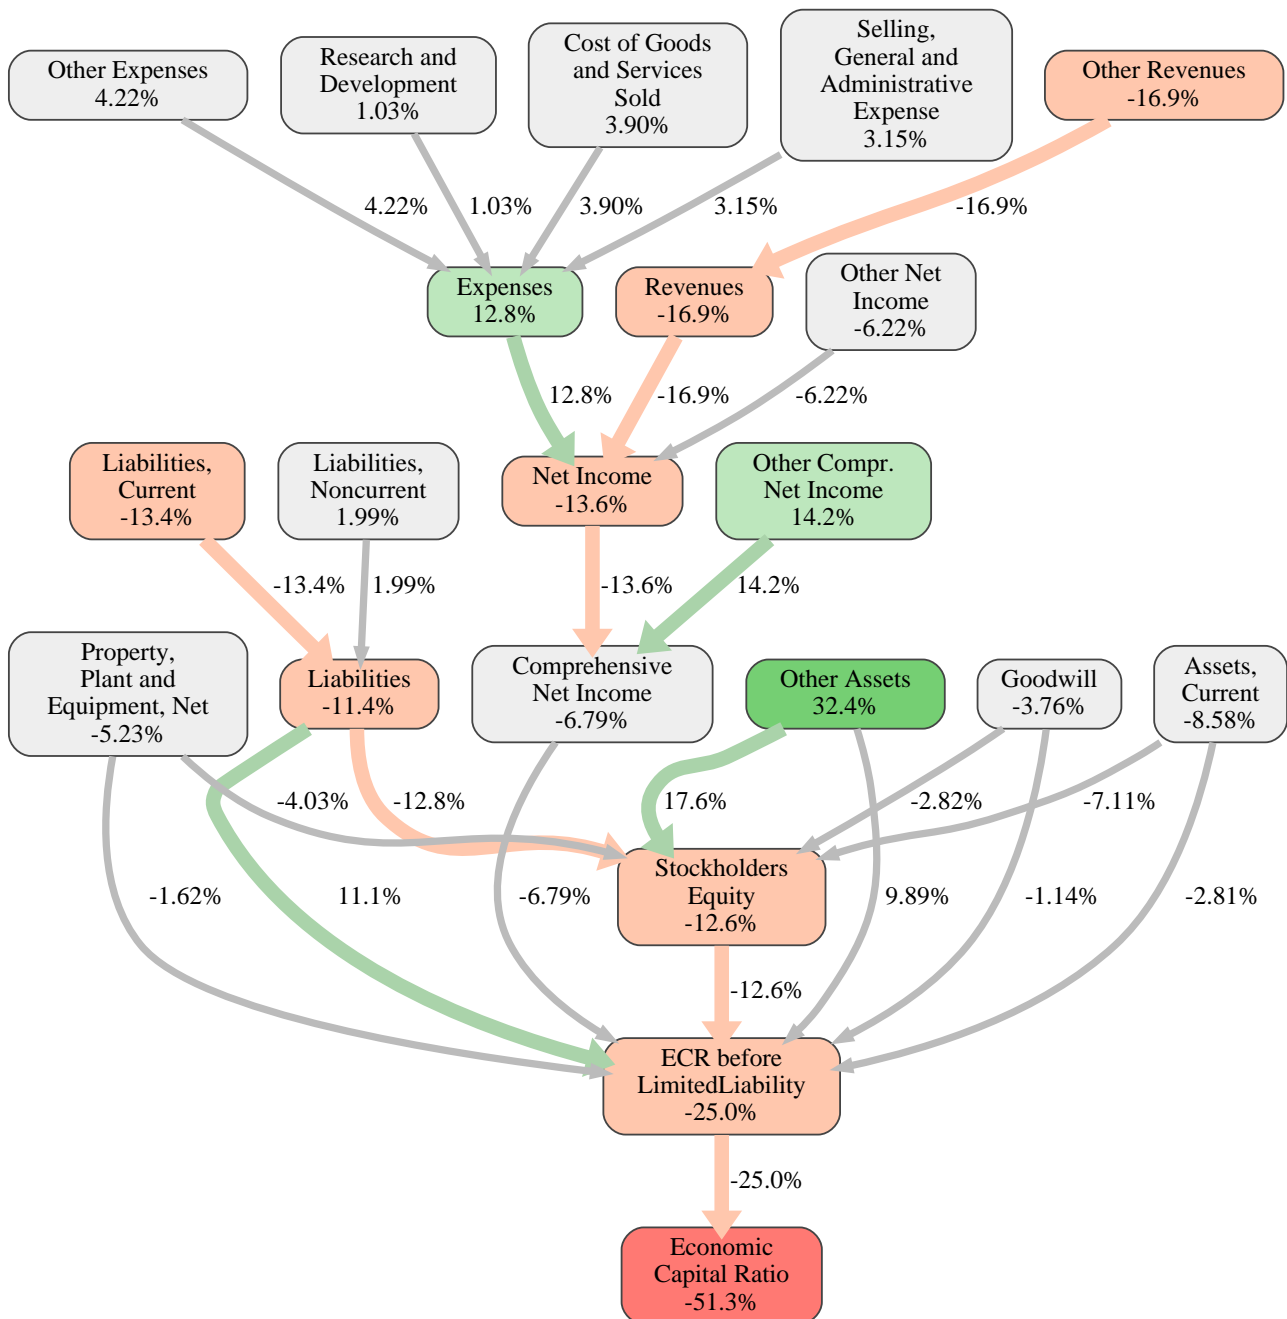 Other Expenses
4.22%
Research and
Development
1.03%
Cost of Goods
and Services
Sold
3.90%
Selling,
General and
Administrative
Expense
3.15%
Other Revenues
-16.9%
4.22%
1.03%
3.90%
3.15%
-16.9%
Expenses
12.8%
Revenues
-16.9%
Other Net
Income
-6.22%
12.8%
-16.9%
-6.22%
Liabilities,
Current
-13.4%
Liabilities,
Noncurrent
1.99%
Net Income
-13.6%
Other Compr.
Net Income
14.2%
-13.4%
1.99%
-13.6%
14.2%
Property,
Plant and
Equipment, Net
-5.23%
Liabilities
-11.4%
Comprehensive
Net Income
-6.79%
Other Assets
32.4%
Goodwill
-3.76%
Assets,
Current
-8.58%
-4.03%
-12.8%
17.6%
-2.82%
-7.11%
-1.62%
11.1%
-6.79%
Stockholders
Equity
-12.6%
9.89%
-1.14%
-2.81%
-12.6%
ECR before
LimitedLiability
-25.0%
-25.0%
Economic
Capital Ratio
-51.3%